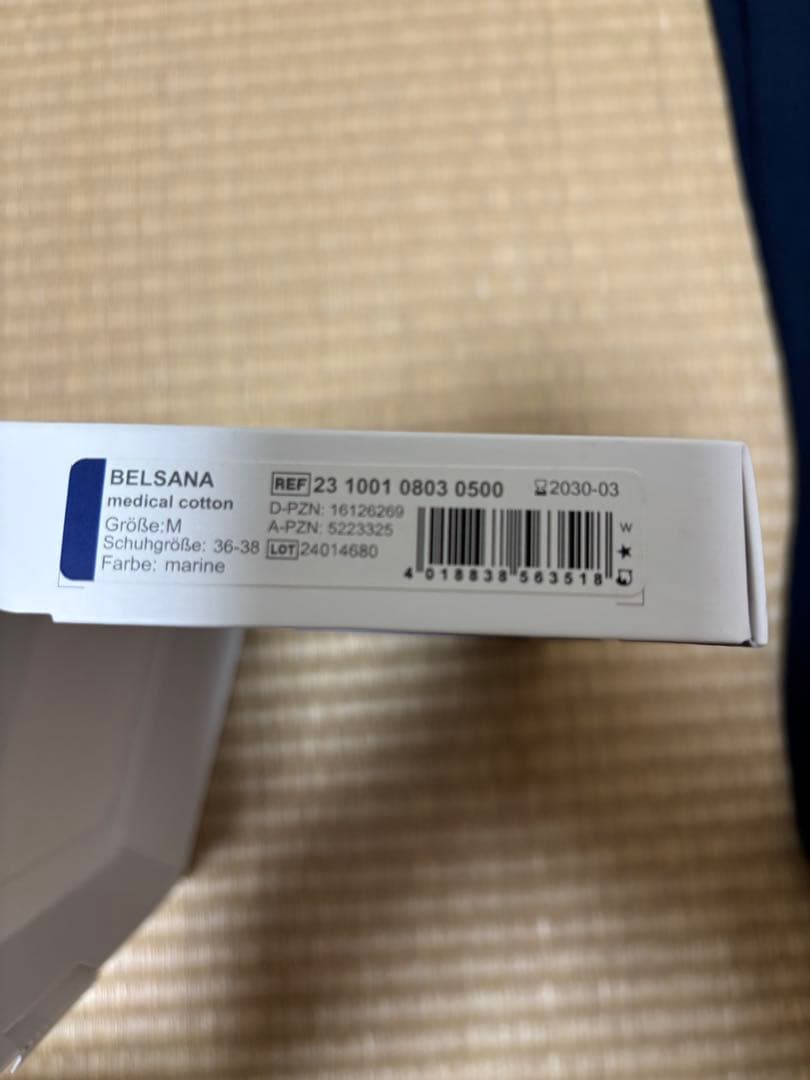 BELSANA
medical cotton
Größe:M
Schuhgröße: 36-38
Farbe: marine
REF 23 1001 0803 0500
D-PZN: 16126269
A-PZN: 5223325
LOT 24014680
2030-03
W
4 018838 563518